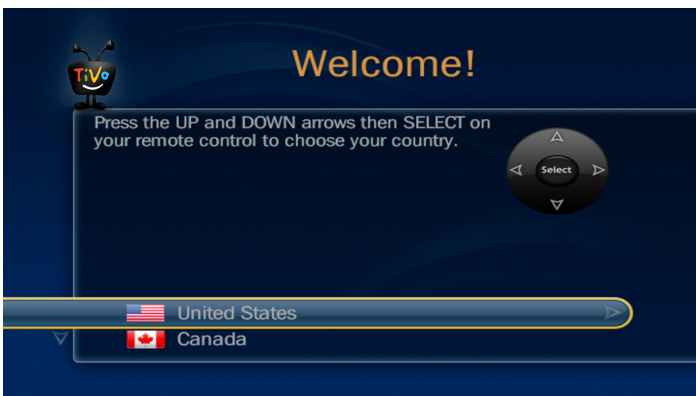 Welcome!
TiVo
Press the UP and DOWN arrows then SELECT on
your remote control to choose your country.
Select
United States
Canada